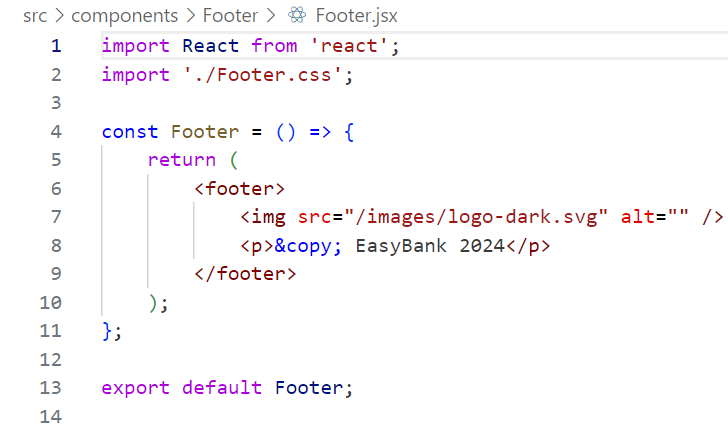 src > components > Footer > Footer.jsx
1 import React from 'react';
2 import './Footer.css';
3
4 const Footer = () => {
5     return (
6         <footer>
7             <img src="/images/logo-dark.svg" alt="" />
8             <p>&copy; EasyBank 2024</p>
9         </footer>
10     );
11 };
12
13 export default Footer;
14